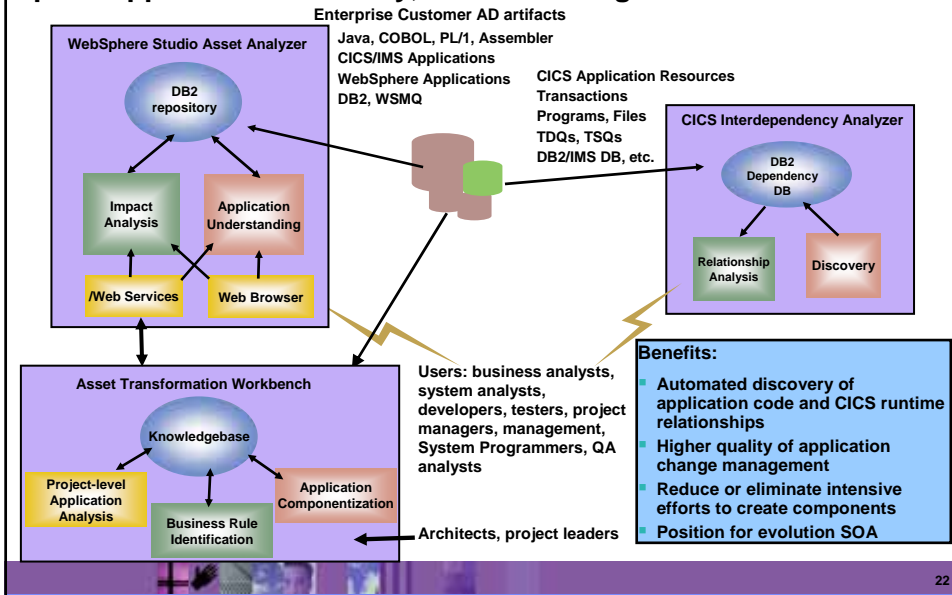 Enterprise Customer AD artifacts
WebSphere Studio Asset Analyzer
DB2
repository
Impact
Analysis
Application
Understanding
/Web Services
Web Browser
Java, COBOL, PL/1, Assembler
CICS/IMS Applications
WebSphere Applications
DB2, WSMQ
CICS Application Resources
Transactions
Programs, Files
TDQs, TSQs
DB2/IMS DB, etc.
CICS Interdependency Analyzer
DB2
Dependency
DB
Relationship
Analysis
Discovery
Asset Transformation Workbench
Knowledgebase
Project-level
Application
Analysis
Business Rule
Identification
Application
Componentization
Users: business analysts,
system analysts,
developers, testers, project
managers, management,
System Programmers, QA
analysts
Architects, project leaders
Benefits:
Automated discovery of
application code and CICS runtime
relationships
Higher quality of application
change management
Reduce or eliminate intensive
efforts to create components
Position for evolution SOA
22